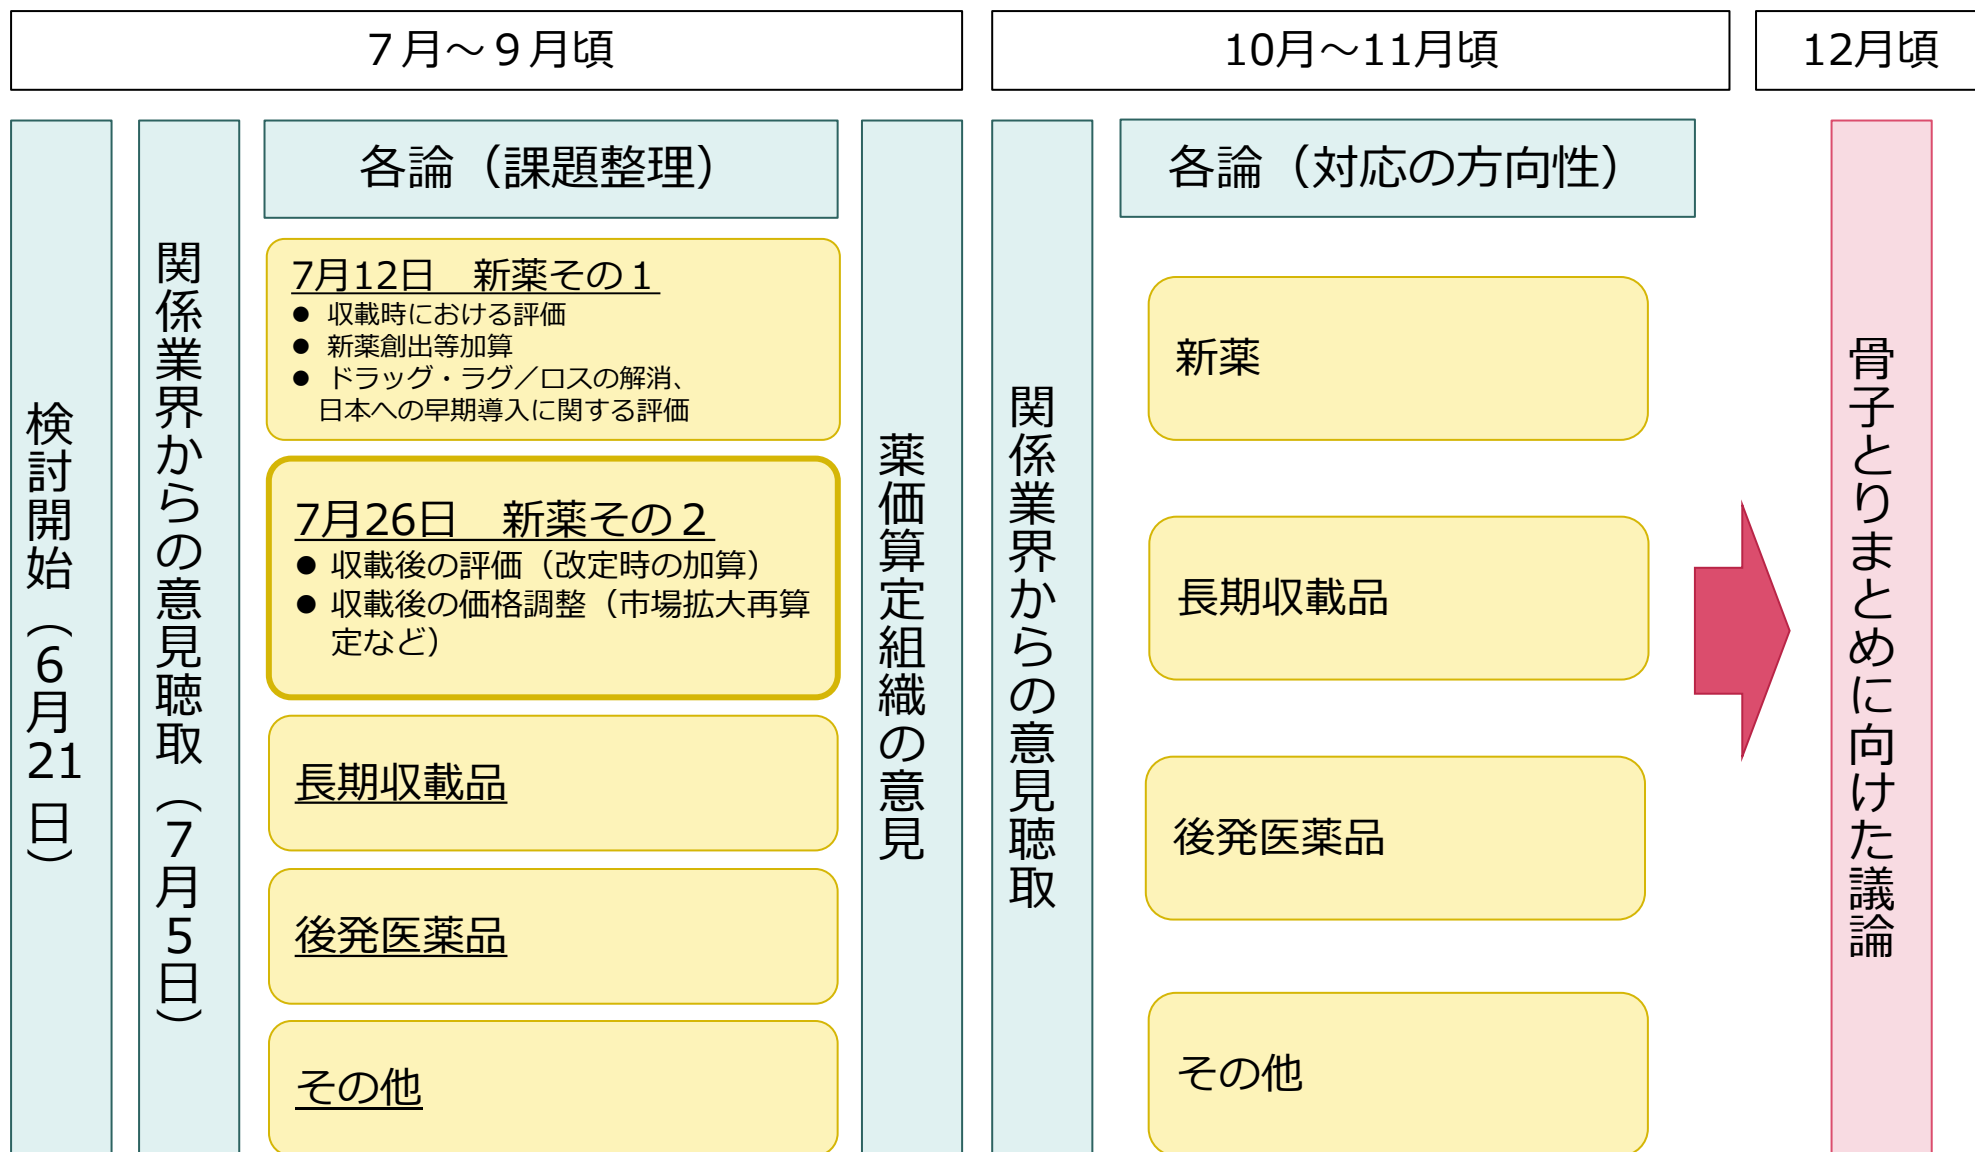 ７月～９月頃
10月～11月頃
12月頃
検討開始（６月21日）
関係業界からの意見聴取（７月５日）
各論（課題整理）
7月12日　新薬その１
● 収載時における評価
● 新薬創出等加算
● ドラッグ・ラグ／ロスの解消、
日本への早期導入に関する評価
7月26日　新薬その２
● 収載後の評価（改定時の加算）
● 収載後の価格調整（市場拡大再算
定など）
長期収載品
後発医薬品
その他
薬価算定組織の意見
関係業界からの意見聴取
各論（対応の方向性）
新薬
長期収載品
後発医薬品
その他
骨子とりまとめに向けた議論